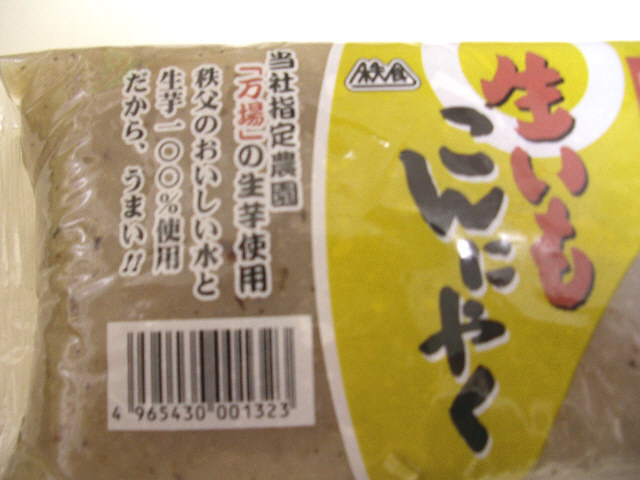 生いも
こんにゃく
秩食
当社指定農園
「万場」の生芋使用
秩父のおいしい水と
生芋一〇〇%使用
だから、うまい!!
4 965430 001323